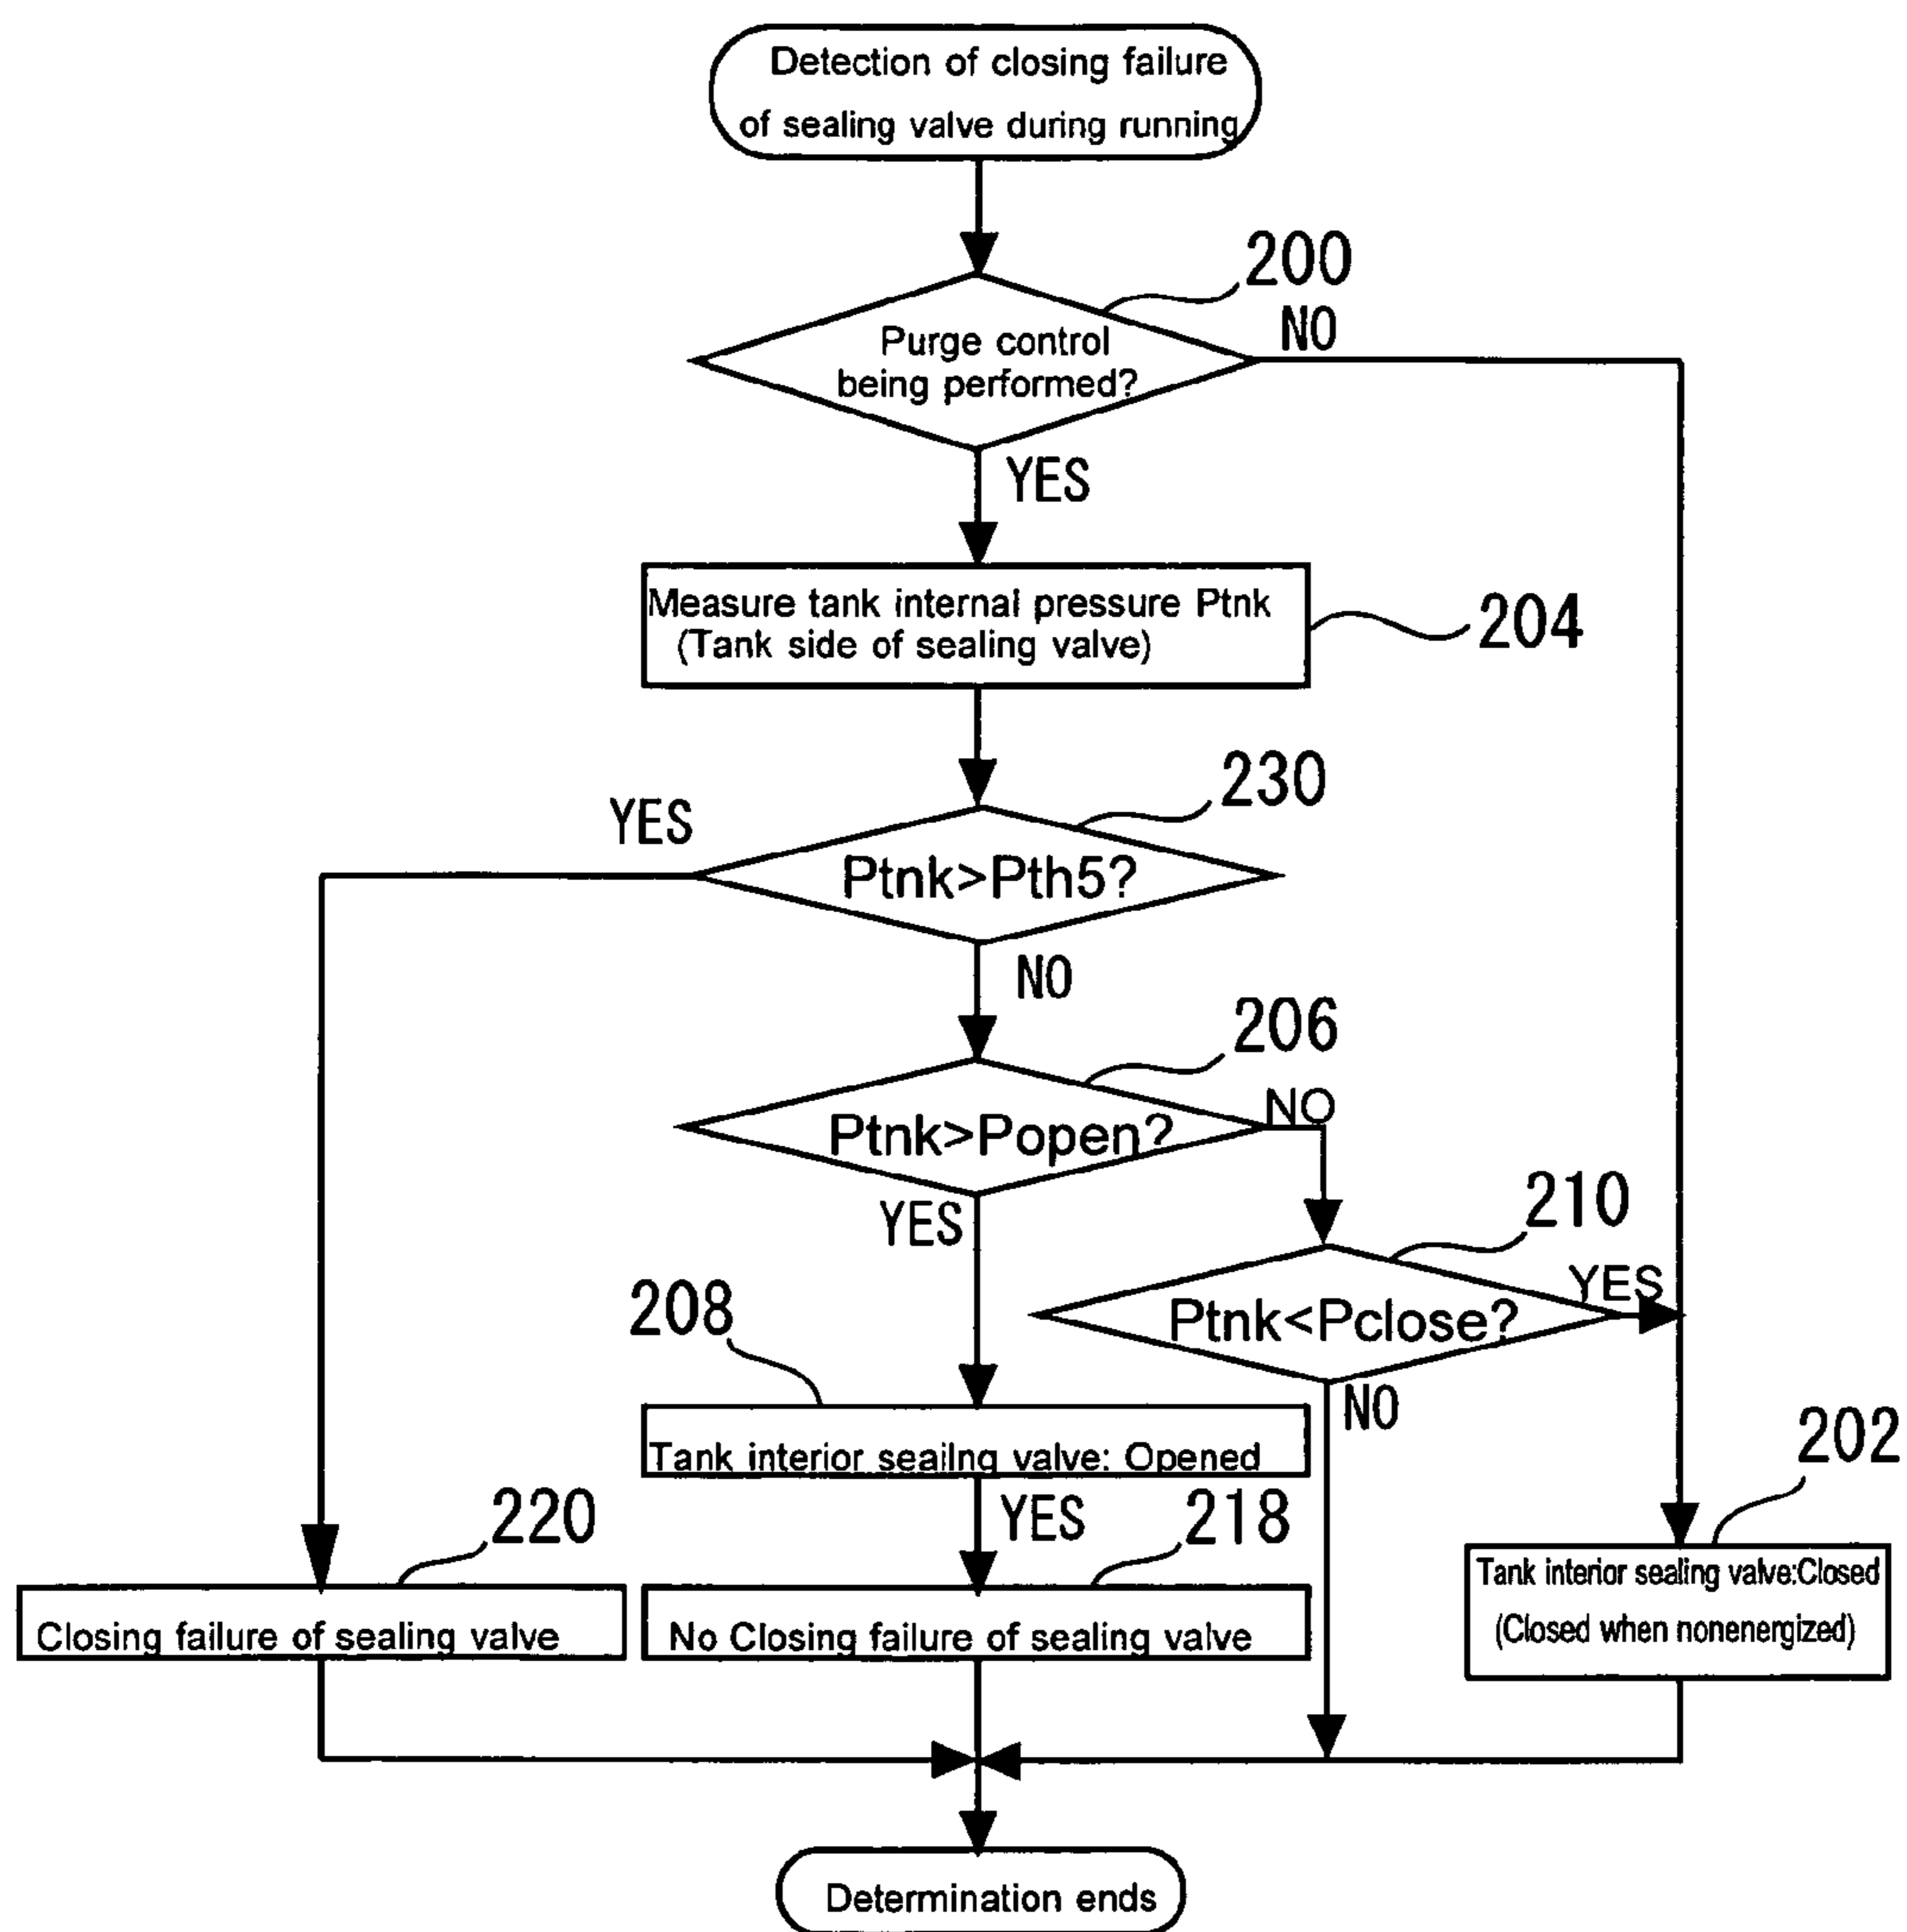 Detection of closing failure
of sealing valve during running
200
NO
Purge control
being performed?
YES
Measure tank internal pressure Ptnk
(Tank side of sealing valve)
204
230
YES
Ptnk>Pth5?
NO
206
NO
Ptnk>Popen?
YES
210
YES
Ptnk<Pclose?
208
NO
202
Tank interior seailng valve: Opened
YES
218
220
Tank interior sealing valve:Closed
(Closed when nonenergized)
Closing failure of sealing valve
No Closing failure of sealing valve
Determination ends